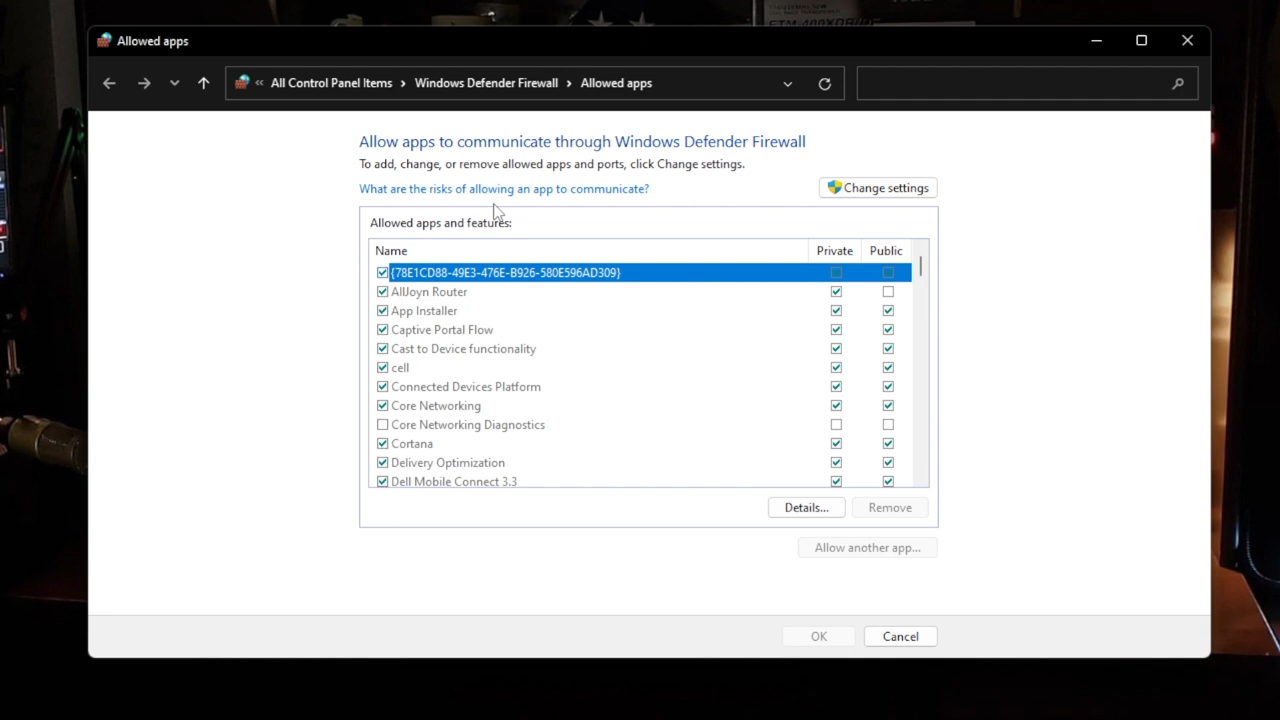 Allowed apps
« All Control Panel Items › Windows Defender Firewall › Allowed apps
Allow apps to communicate through Windows Defender Firewall
To add, change, or remove allowed apps and ports, click Change settings.
What are the risks of allowing an app to communicate?
Change settings
Allowed apps and features:
Name Private Public
{78E1CD88-49E3-476E-B926-580E596AD309}
AllJoyn Router
App Installer
Captive Portal Flow
Cast to Device functionality
cell
Connected Devices Platform
Core Networking
Core Networking Diagnostics
Cortana
Delivery Optimization
Dell Mobile Connect 3.3
Details... Remove
Allow another app...
OK Cancel